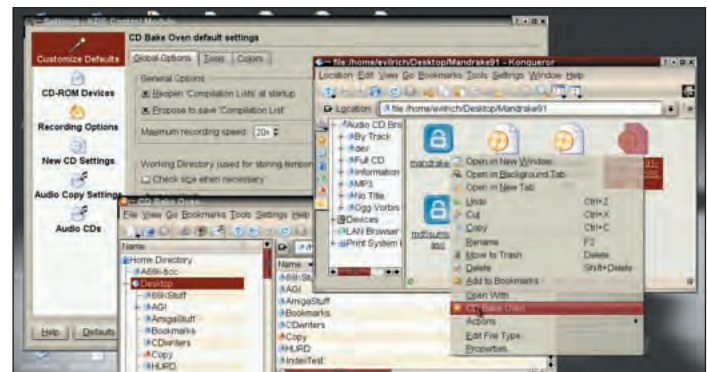 Settings - KDE Control Module
CD Bake Oven default settings
Customize Defaults
CD-ROM Devices
Recording Options
New CD Settings
Audio Copy Settings
Audio CDs
Help
Defaults
Global Options
Tools
Colors
General Options
Reopen 'Compilation Lists' at startup
Propose to save 'Compilation List'
Maximum recording speed: 20x
Working Directory (used for storing
Check size when necessary
file:/home/evilrich/Desktop/Mandrake91 - Konqueror
Location Edit View Go Bookmarks Tools Settings Window Help
Location file:/home/evilrich/Desktop/Mandrake91
Audio CD
By Track
dev
Full CD
Information
MP3
No Title
Ogg Vorbis
Devices
LAN Browser
Print System
asc
Open in New Window
Open in Background Tab
Open in New Tab
Undo Ctrl+Z
Cut Ctrl+X
Copy Ctrl+C
Rename F2
Move to Trash Delete
Delete Shift+Delete
Add to Bookmarks
Open With
CD Bake Oven
Actions
Edit File Type
Properties
CD Bake Oven
File View Go Bookmarks Tools Settings Help
Name
Home Directory
Desktop
68kStuff
AGI
AmigaStuff
Bookmarks
CDwriters
Copy
HURD
Name
AGI
AmigaStuff
Bookmarks
CDwriters
Copy
HURD
IndexTest